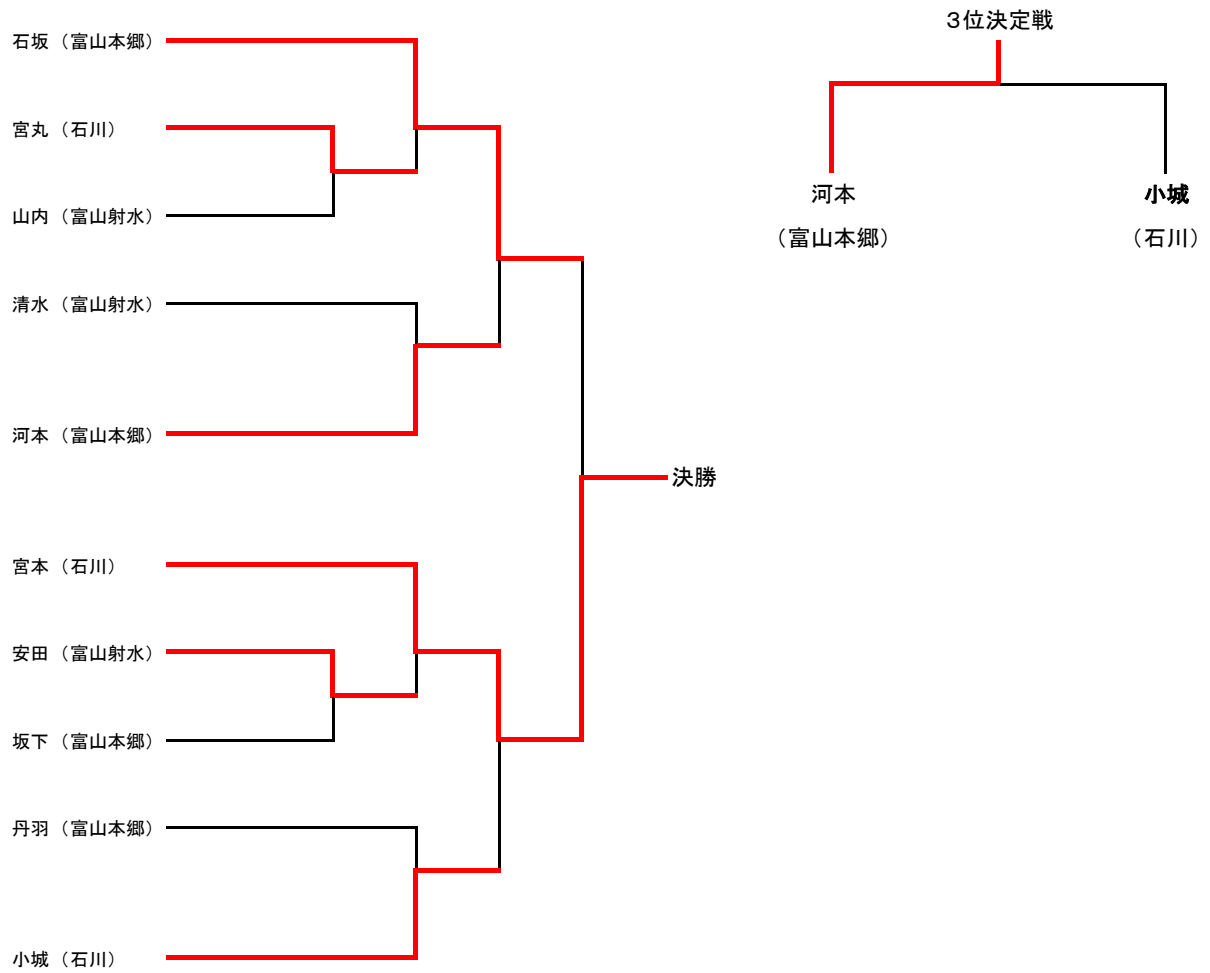 石坂（富山本郷）
宮丸（石川）
山内（富山射水）
清水（富山射水）
河本（富山本郷）
宮本（石川）
安田（富山射水）
坂下（富山本郷）
丹羽（富山本郷）
小城（石川）
決勝
３位決定戦
河本
（富山本郷）
小城
（石川）